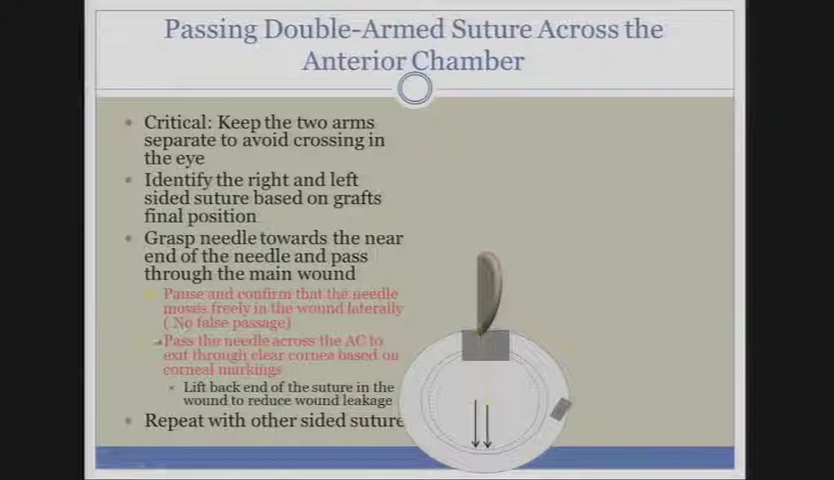 Passing Double-Armed Suture Across the
Anterior Chamber
Critical: Keep the two arms
separate to avoid crossing in
the eye
Identify the right and left
sided suture based on grafts
final position
Grasp needle towards the near
end of the needle and pass
through the main wound
Pause and confirm that the needle
moves freely in the wound laterally
( No false passage)
Pass the needle across the AC to
exit through clear cornea based on
corneal markings
Lift back end of the suture in the
wound to reduce wound leakage
Repeat with other sided suture